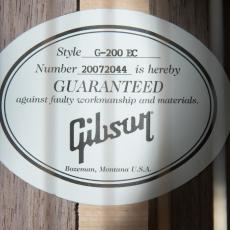 Style G-200 EC
Number 20072044 is hereby
GUARANTEED
against faulty workmanship and materials.
Gibson
Bozeman, Montana U.S.A.